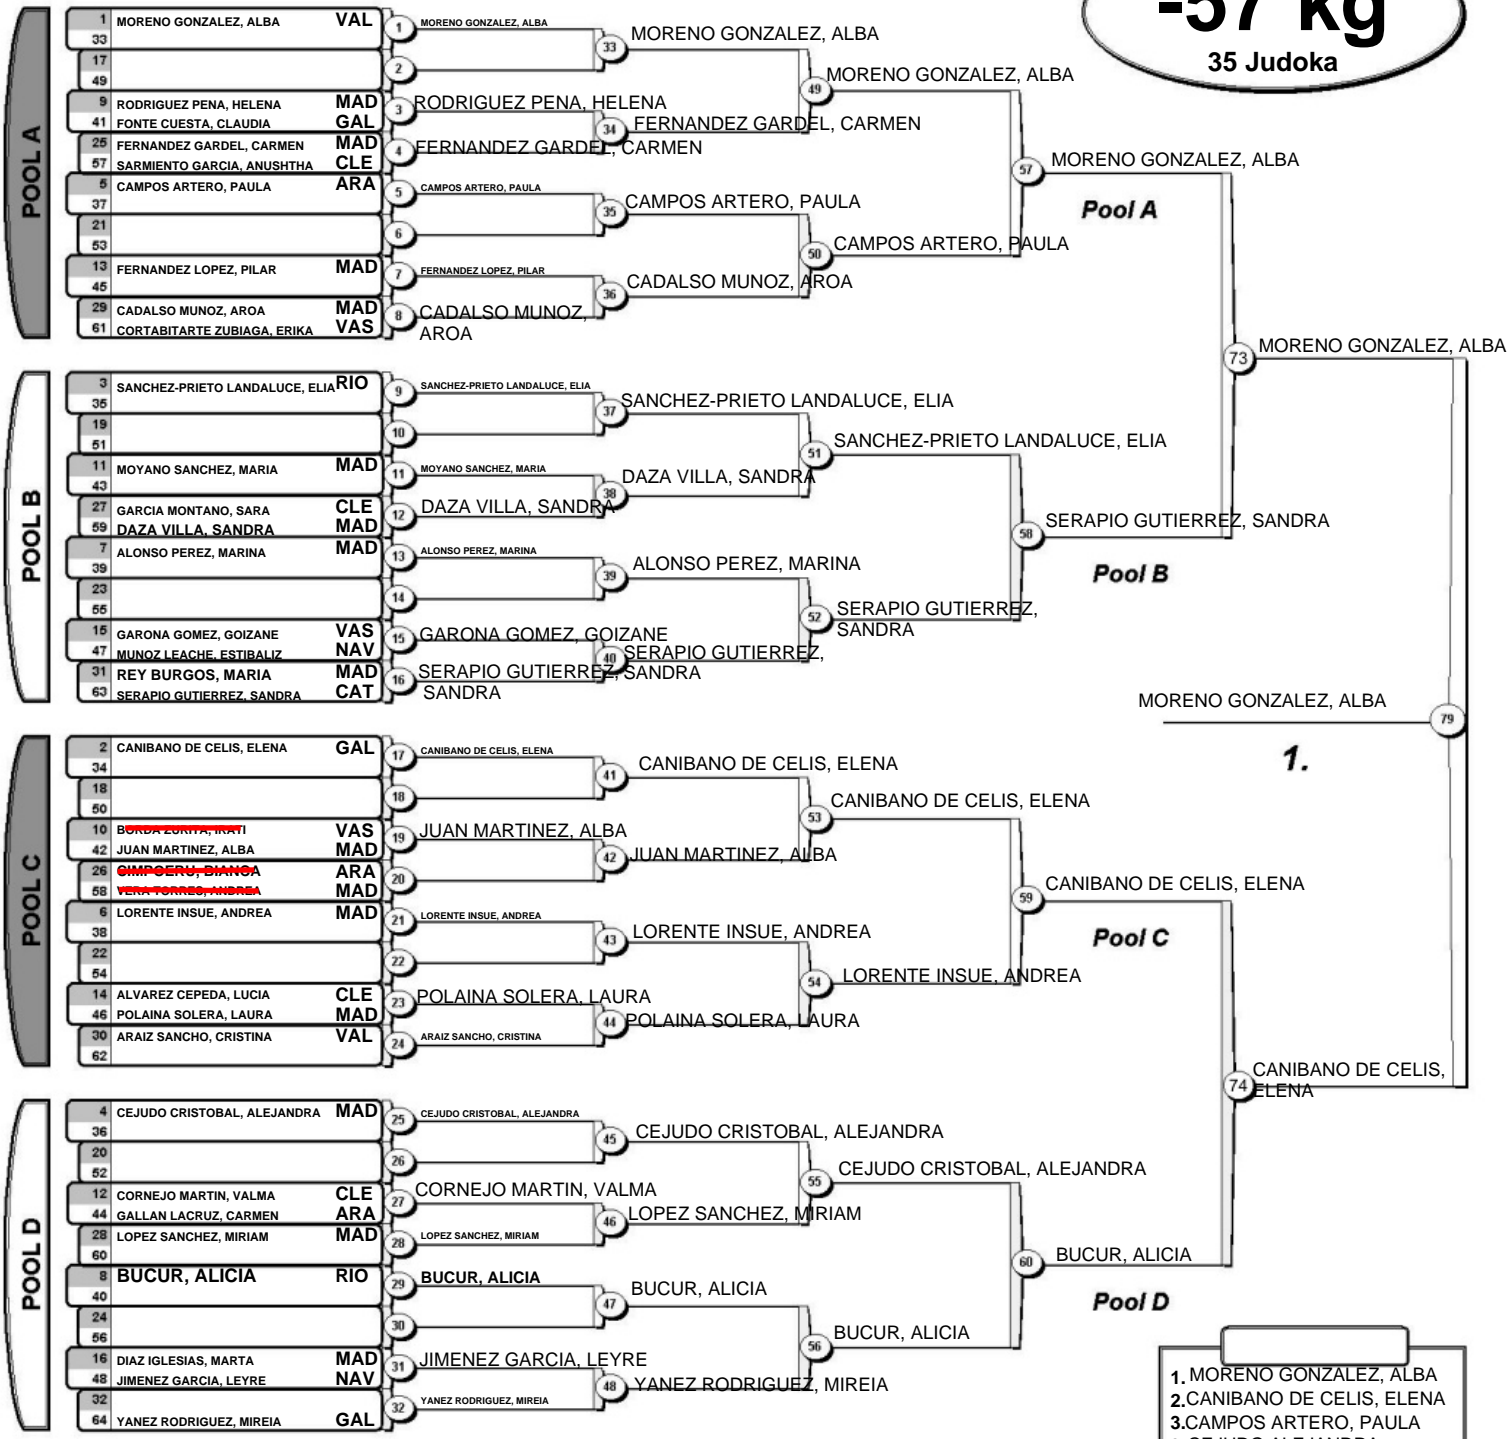 -57 kg
35 Judoka
POOL A
1 MORENO GONZALEZ, ALBA VAL
33
17
49
9 RODRIGUEZ PENA, HELENA MAD
41 FONTE CUESTA, CLAUDIA GAL
25 FERNANDEZ GARDEL, CARMEN MAD
57 SARMIENTO GARCIA, ANUSHTHA CLE
5 CAMPOS ARTERO, PAULA ARA
37
21
53
13 FERNANDEZ LOPEZ, PILAR MAD
45
29 CADALSO MUNOZ, AROA MAD
61 CORTABITARTE ZUBIAGA, ERIKA VAS
1 MORENO GONZALEZ, ALBA
2
3 RODRIGUEZ PENA, HELENA
4 FERNANDEZ GARDEL, CARMEN
5 CAMPOS ARTERO, PAULA
6
7 FERNANDEZ LOPEZ, PILAR
8 CADALSO MUNOZ,
AROA
33 MORENO GONZALEZ, ALBA
34 FERNANDEZ GARDEL, CARMEN
35 CAMPOS ARTERO, PAULA
36 CADALSO MUNOZ, AROA
49 MORENO GONZALEZ, ALBA
50 CAMPOS ARTERO, PAULA
57 MORENO GONZALEZ, ALBA
Pool A
POOL B
3 SANCHEZ-PRIETO LANDALUCE, ELIA RIO
35
19
51
11 MOYANO SANCHEZ, MARIA MAD
43
27 GARCIA MONTANO, SARA CLE
59 DAZA VILLA, SANDRA MAD
7 ALONSO PEREZ, MARINA MAD
39
23
55
15 GARONA GOMEZ, GOIZANE VAS
47 MUNOZ LEACHE, ESTIBALIZ NAV
31 REY BURGOS, MARIA MAD
63 SERAPIO GUTIERREZ, SANDRA CAT
9 SANCHEZ-PRIETO LANDALUCE, ELIA
10
11 MOYANO SANCHEZ, MARIA
12 DAZA VILLA, SANDRA
13 ALONSO PEREZ, MARINA
14
15 GARONA GOMEZ, GOIZANE
16 SERAPIO GUTIERREZ,
SANDRA
37 SANCHEZ-PRIETO LANDALUCE, ELIA
38 DAZA VILLA, SANDRA
39 ALONSO PEREZ, MARINA
40 SERAPIO GUTIERREZ,
SANDRA
51 SANCHEZ-PRIETO LANDALUCE, ELIA
52 SERAPIO GUTIERREZ,
SANDRA
58 SERAPIO GUTIERREZ, SANDRA
Pool B
73 MORENO GONZALEZ, ALBA
MORENO GONZALEZ, ALBA 79
1.
POOL C
2 CANIBANO DE CELIS, ELENA GAL
34
18
50
10 BORDA ZURITA, IRATI VAS
42 JUAN MARTINEZ, ALBA MAD
26 CIMPOERU, BIANCA ARA
58 VERA TORRES, ANDREA MAD
6 LORENTE INSUE, ANDREA MAD
38
22
54
14 ALVAREZ CEPEDA, LUCIA CLE
46 POLAINA SOLERA, LAURA MAD
30 ARAIZ SANCHO, CRISTINA VAL
62
17 CANIBANO DE CELIS, ELENA
18
19 JUAN MARTINEZ, ALBA
20
21 LORENTE INSUE, ANDREA
22
23 POLAINA SOLERA, LAURA
24 ARAIZ SANCHO, CRISTINA
41 CANIBANO DE CELIS, ELENA
42 JUAN MARTINEZ, ALBA
43 LORENTE INSUE, ANDREA
44 POLAINA SOLERA, LAURA
53 CANIBANO DE CELIS, ELENA
54 LORENTE INSUE, ANDREA
59 CANIBANO DE CELIS, ELENA
Pool C
POOL D
4 CEJUDO CRISTOBAL, ALEJANDRA MAD
36
20
52
12 CORNEJO MARTIN, VALMA CLE
44 GALLAN LACRUZ, CARMEN ARA
28 LOPEZ SANCHEZ, MIRIAM MAD
60
8 BUCUR, ALICIA RIO
40
24
56
16 DIAZ IGLESIAS, MARTA MAD
48 JIMENEZ GARCIA, LEYRE NAV
32
64 YANEZ RODRIGUEZ, MIREIA GAL
25 CEJUDO CRISTOBAL, ALEJANDRA
26
27 CORNEJO MARTIN, VALMA
28 LOPEZ SANCHEZ, MIRIAM
29 BUCUR, ALICIA
30
31 JIMENEZ GARCIA, LEYRE
32 YANEZ RODRIGUEZ, MIREIA
45 CEJUDO CRISTOBAL, ALEJANDRA
46 LOPEZ SANCHEZ, MIRIAM
47 BUCUR, ALICIA
48 YANEZ RODRIGUEZ, MIREIA
55 CEJUDO CRISTOBAL, ALEJANDRA
56 BUCUR, ALICIA
60 BUCUR, ALICIA
Pool D
74 CANIBANO DE CELIS,
ELENA
1. MORENO GONZALEZ, ALBA
2. CANIBANO DE CELIS, ELENA
3. CAMPOS ARTERO, PAULA